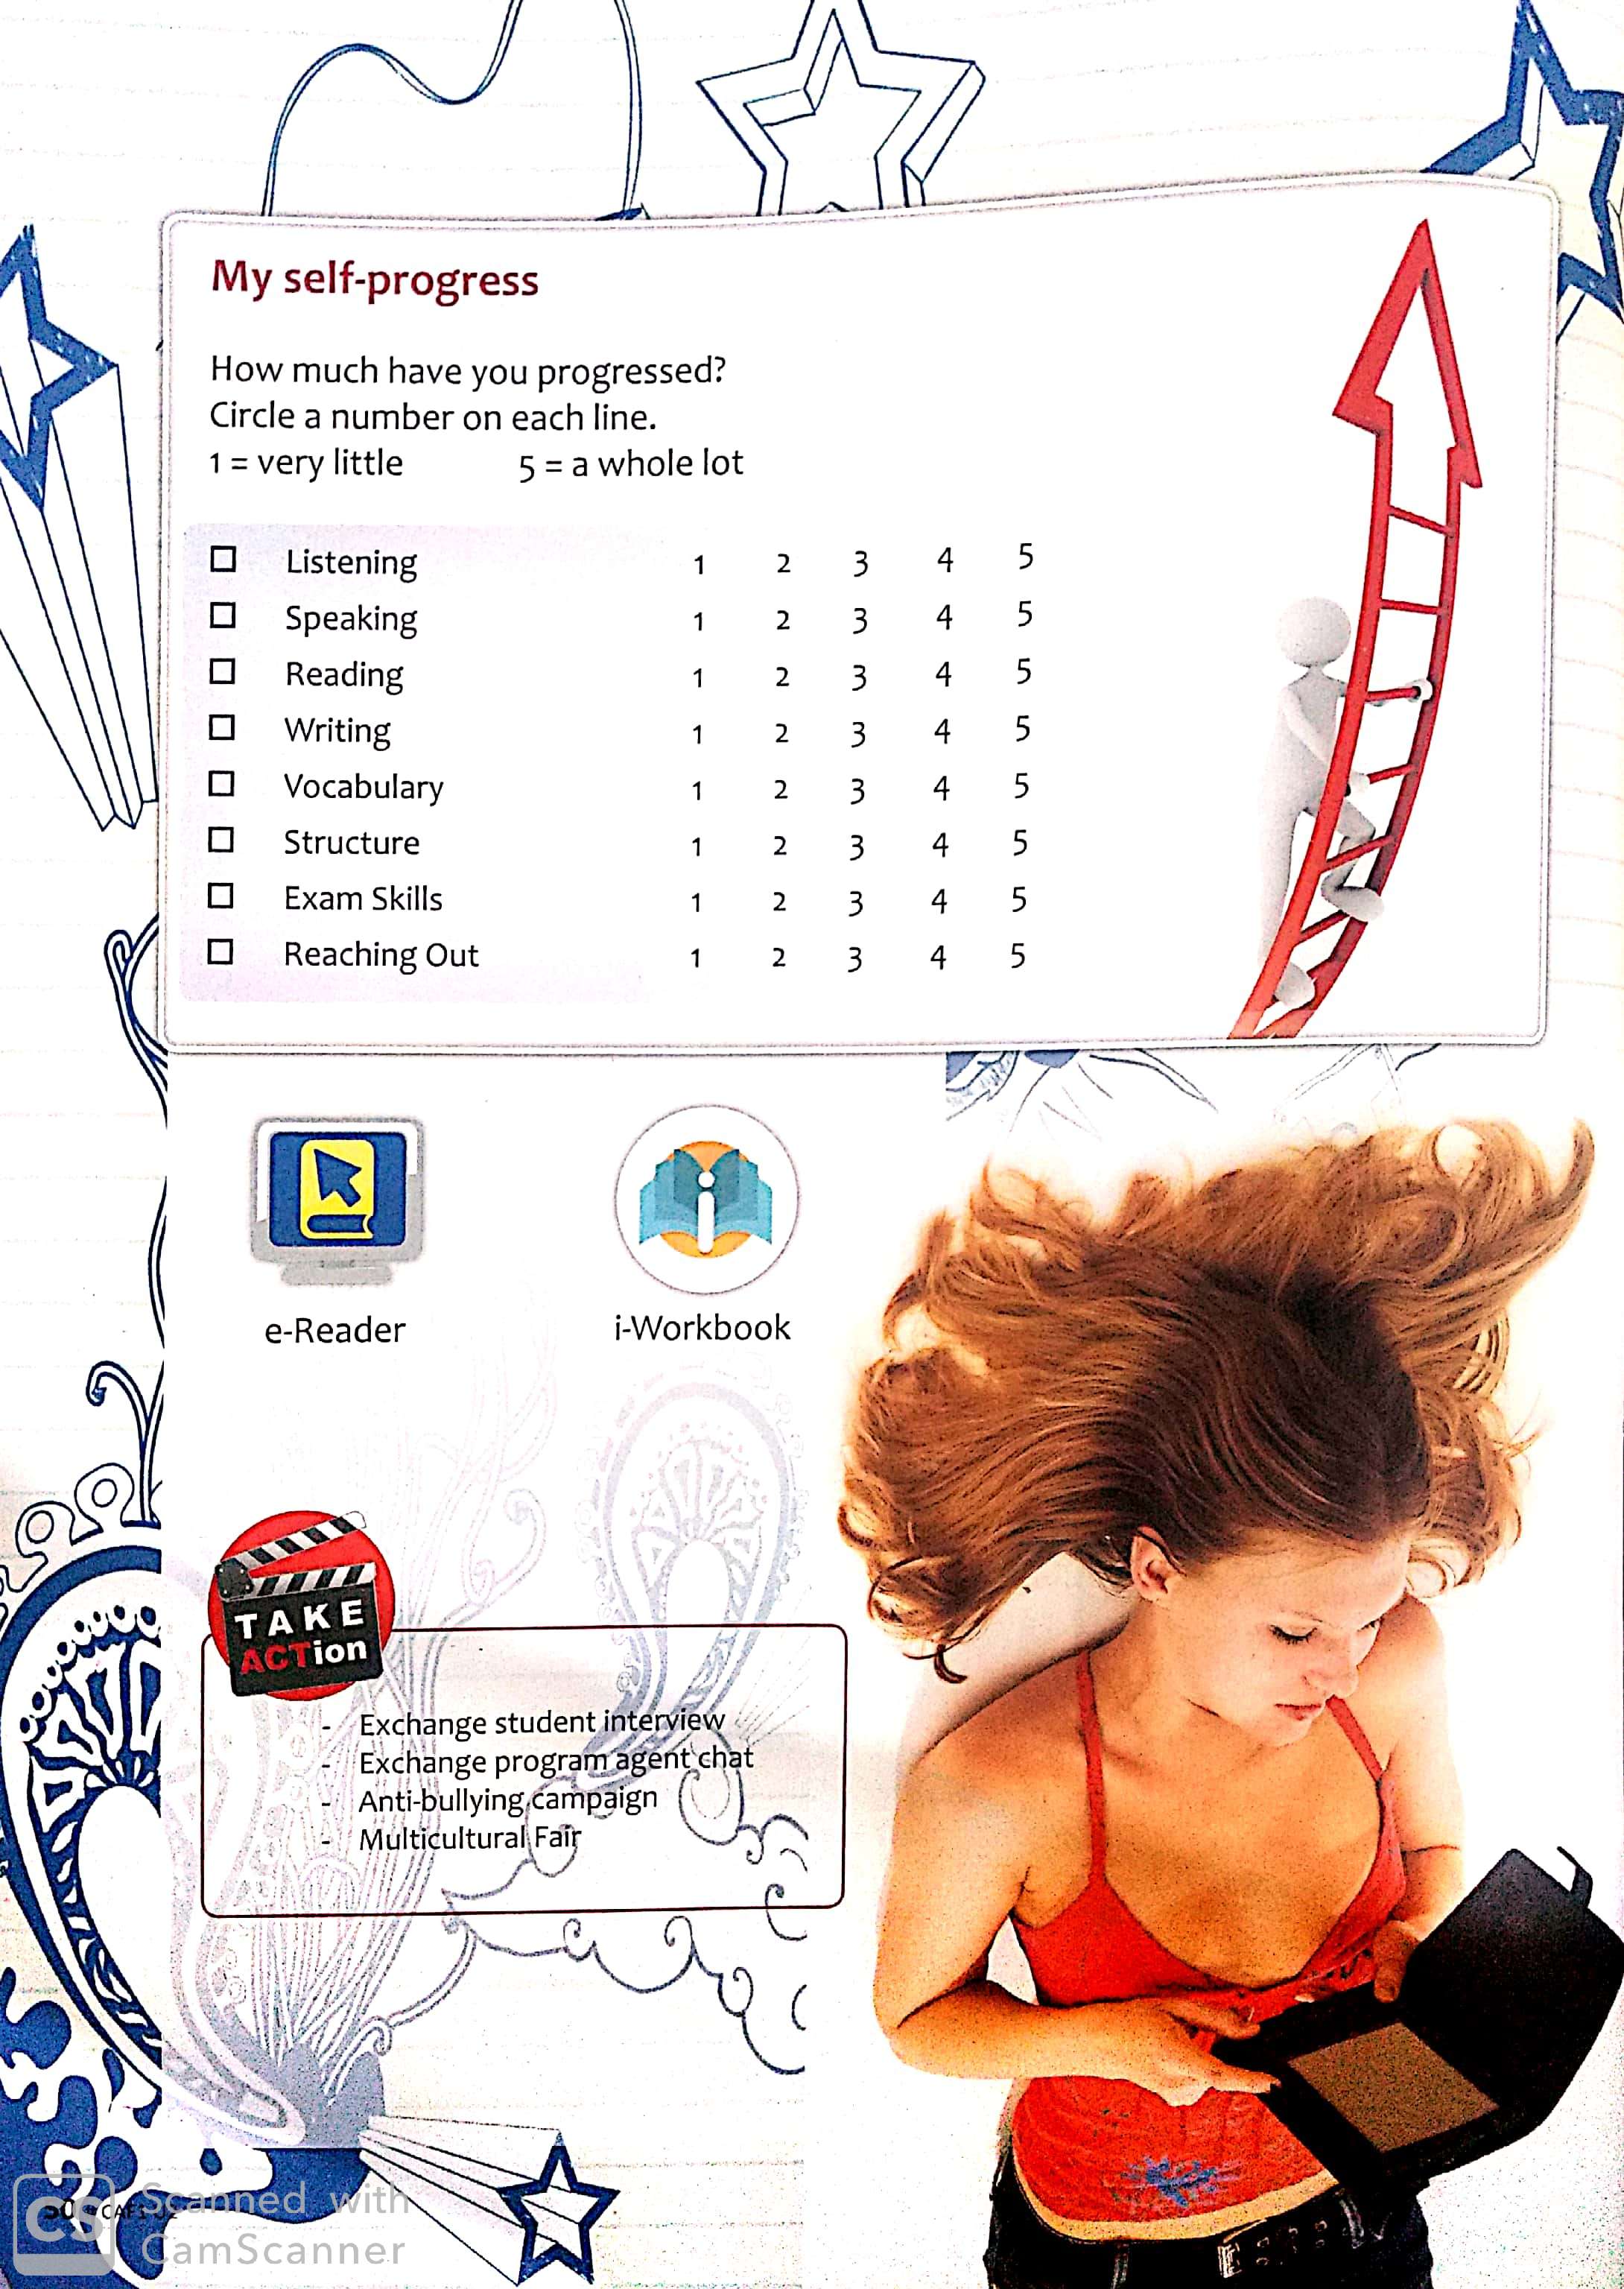 My self-progress
How much have you progressed?
Circle a number on each line.
1 = very little 5 = a whole lot
Listening 1 2 3 4 5
Speaking 1 2 3 4 5
Reading 1 2 3 4 5
Writing 1 2 3 4 5
Vocabulary 1 2 3 4 5
Structure 1 2 3 4 5
Exam Skills 1 2 3 4 5
Reaching Out 1 2 3 4 5
e-Reader i-Workbook
TAKE
ACTion
- Exchange student interview
- Exchange program agent chat
- Anti-bullying campaign
- Multicultural Fair
CS Scanned with
CamScanner